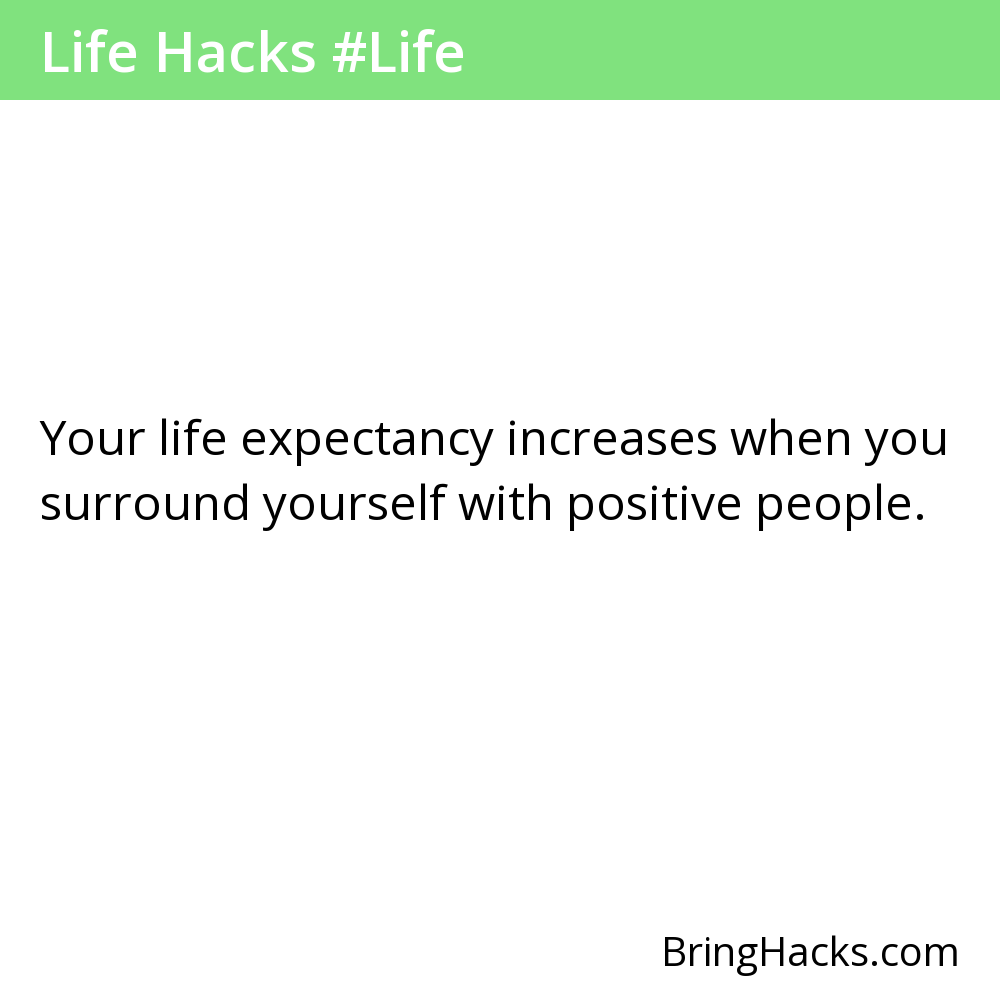 Life Hacks #Life
Your life expectancy increases when you
surround yourself with positive people.
BringHacks.com